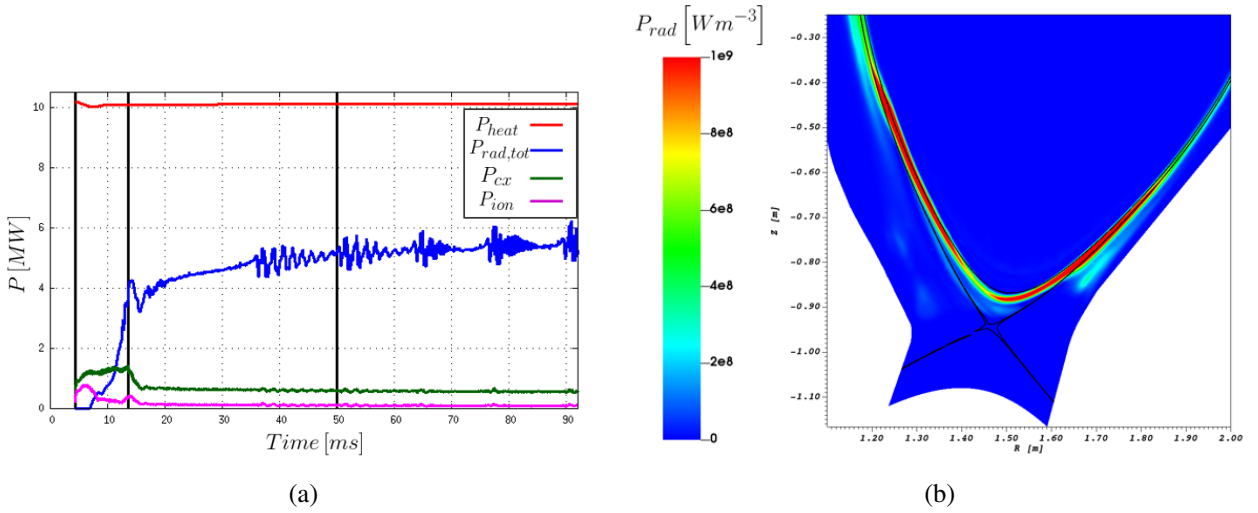 P [MW]
10
8
6
4
2
0
P_heat
P_rad,tot
P_cx
P_ion
0 10 20 30 40 50 60 70 80 90
Time [ms]
(a)
P_rad [Wm^{-3}]
1e9
8e8
6e8
4e8
2e8
0
Z [m]
-0.30
-0.40
-0.50
-0.60
-0.70
-0.80
-0.90
-1.00
-1.10
1.20 1.30 1.40 1.50 1.60 1.70 1.80 1.90 2.00
R [m]
(b)